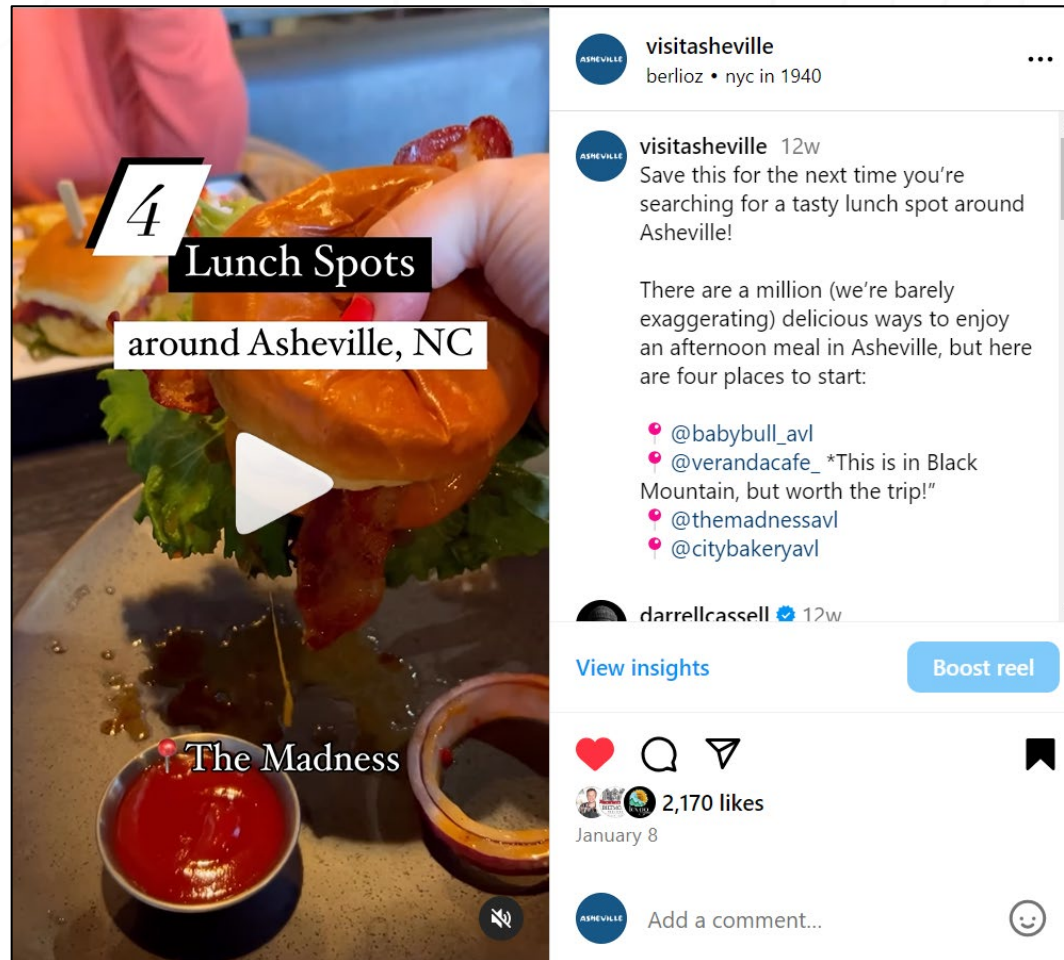 4
Lunch Spots
around Asheville, NC
📍The Madness
ASHEVILLE
visitasheville
berlioz • nyc in 1940
ASHEVILLE
visitasheville 12w
Save this for the next time you’re
searching for a tasty lunch spot around
Asheville!
There are a million (we’re barely
exaggerating) delicious ways to enjoy
an afternoon meal in Asheville, but here
are four places to start:
📍 @babybull_avl
📍 @verandacafe_ *This is in Black
Mountain, but worth the trip!”
📍 @themadnessavl
📍 @citybakeryavl
darrellcassell 12w
View insights
Boost reel
2,170 likes
January 8
ASHEVILLE
Add a comment...